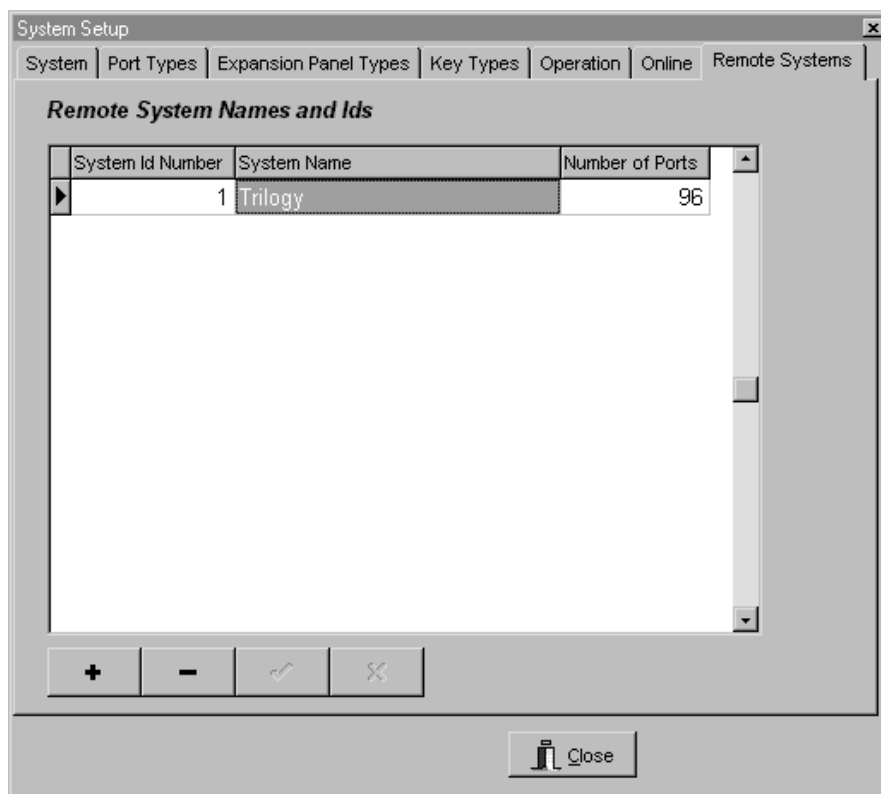 System Setup
System Port Types Expansion Panel Types Key Types Operation Online Remote Systems
Remote System Names and Ids
System Id Number System Name Number of Ports
1 Trilogy 96
Close